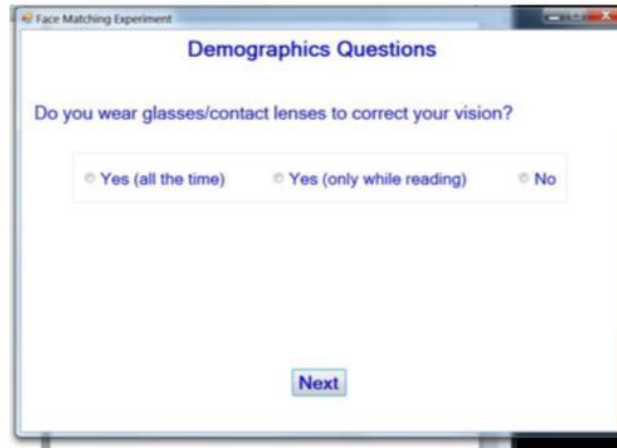 Face Matching Experiment
Demographics Questions
Do you wear glasses/contact lenses to correct your vision?
Yes (all the time) Yes (only while reading) No
Next